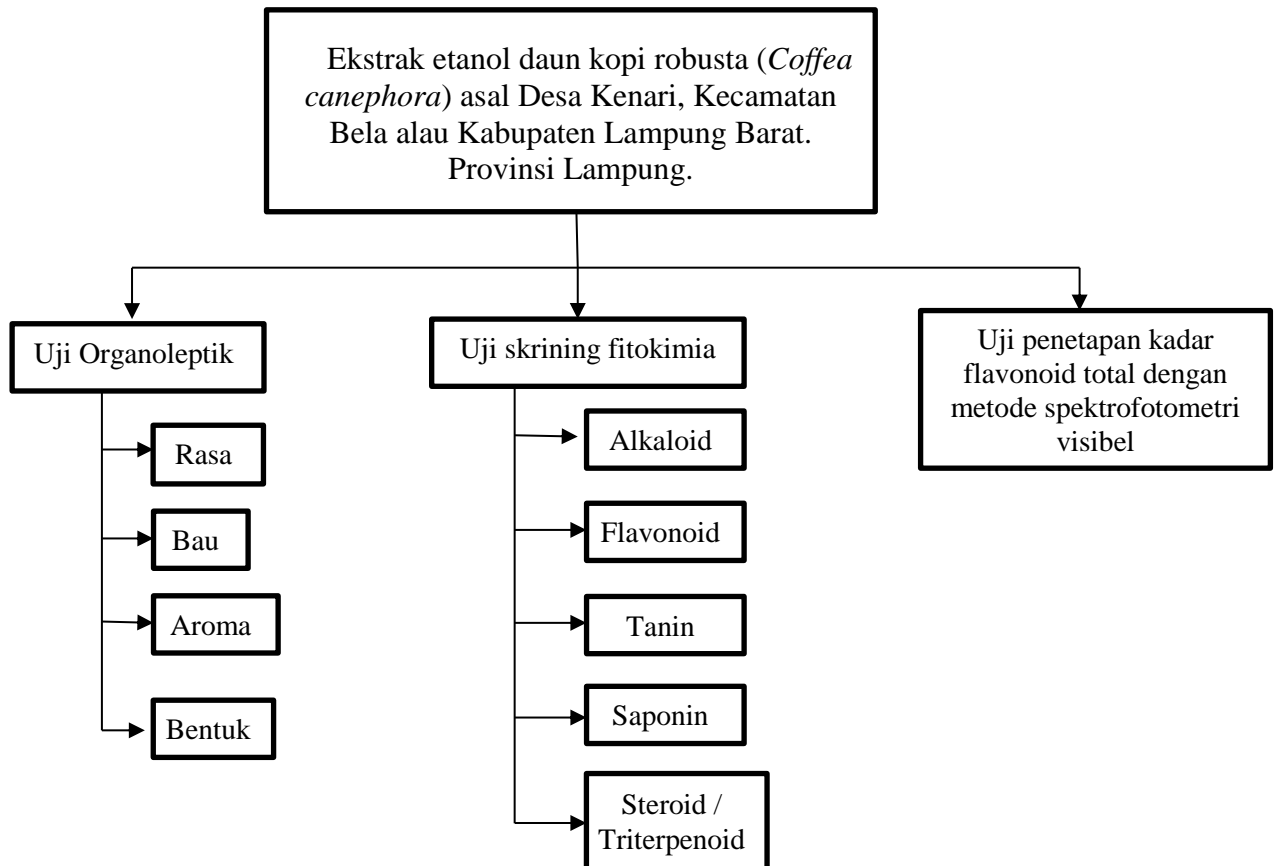 Ekstrak etanol daun kopi robusta (Coffea
canephora) asal Desa Kenari, Kecamatan
Bela alau Kabupaten Lampung Barat.
Provinsi Lampung.
Uji Organoleptik
Rasa
Bau
Aroma
Bentuk
Uji skrining fitokimia
Alkaloid
Flavonoid
Tanin
Saponin
Steroid /
Triterpenoid
Uji penetapan kadar
flavonoid total dengan
metode spektrofotometri
visibel